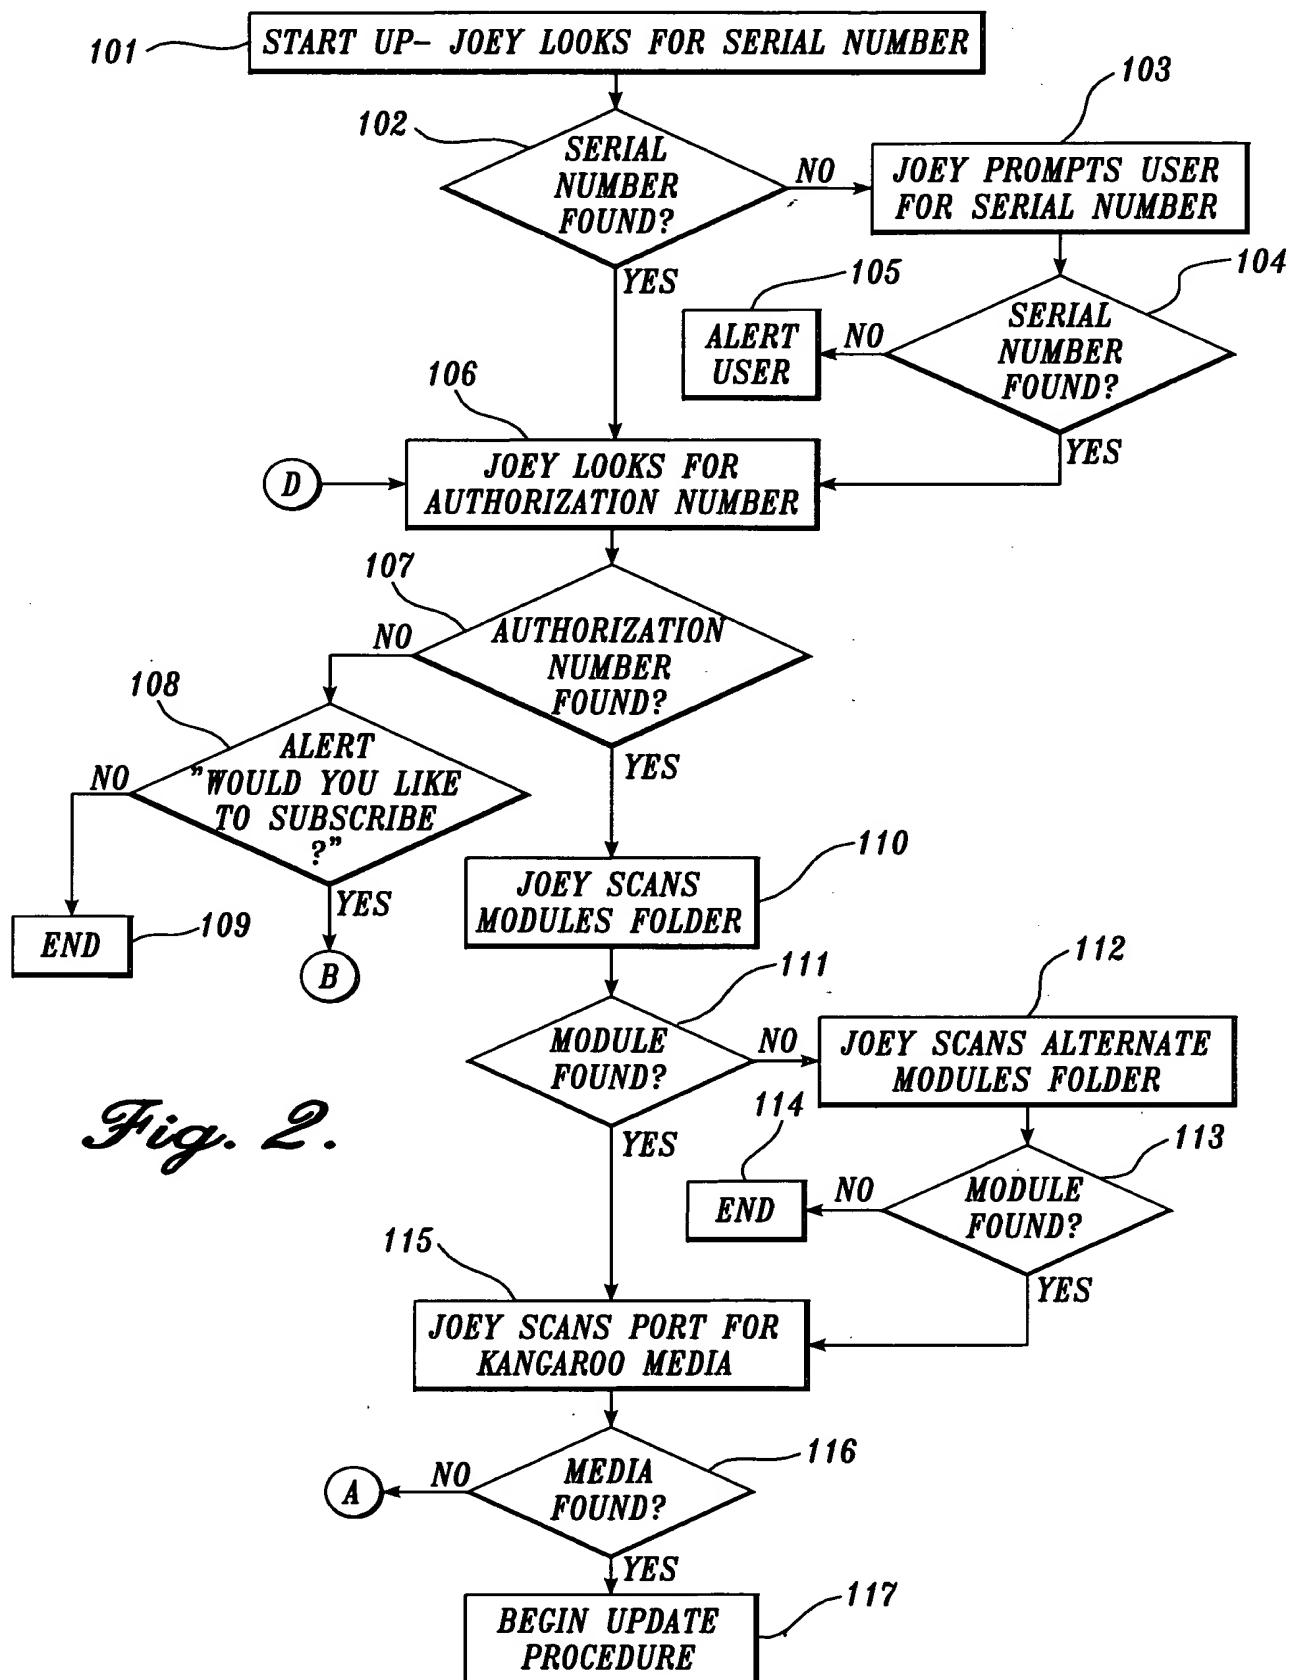 101
START UP- JOEY LOOKS FOR SERIAL NUMBER
102
SERIAL
NUMBER
FOUND?
NO
YES
103
JOEY PROMPTS USER
FOR SERIAL NUMBER
104
SERIAL
NUMBER
FOUND?
NO
YES
105
ALERT
USER
106
D
JOEY LOOKS FOR
AUTHORIZATION NUMBER
107
AUTHORIZATION
NUMBER
FOUND?
NO
YES
108
ALERT
"WOULD YOU LIKE
TO SUBSCRIBE
?"
NO
YES
END
109
B
110
JOEY SCANS
MODULES FOLDER
111
MODULE
FOUND?
NO
YES
112
JOEY SCANS ALTERNATE
MODULES FOLDER
113
MODULE
FOUND?
NO
YES
114
END
Fig. 2.
115
JOEY SCANS PORT FOR
KANGAROO MEDIA
116
MEDIA
FOUND?
NO
A
YES
117
BEGIN UPDATE
PROCEDURE